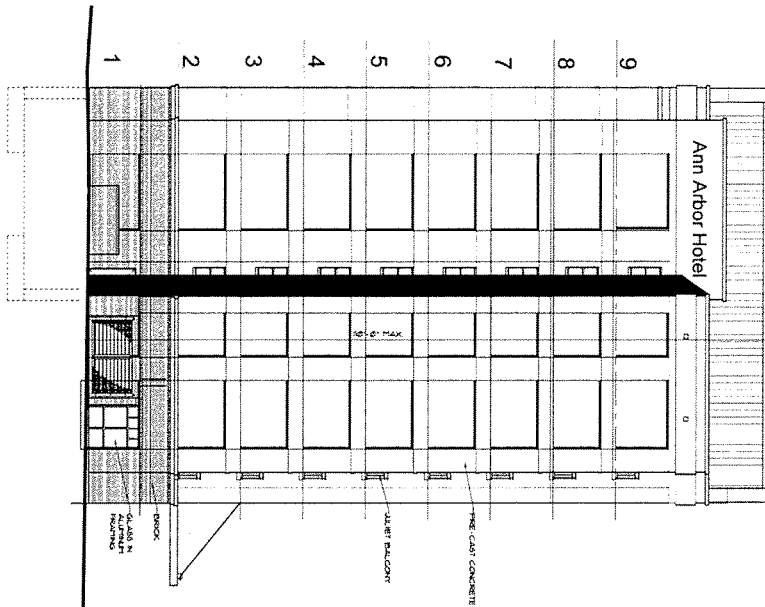 1
2
3
4
5
6
7
8
9
Ann Arbor Hotel
BRICK
GLASS IN
ALUMINUM
FRAMING
JULIET BALCONY
PRE-CAST CONCRETE